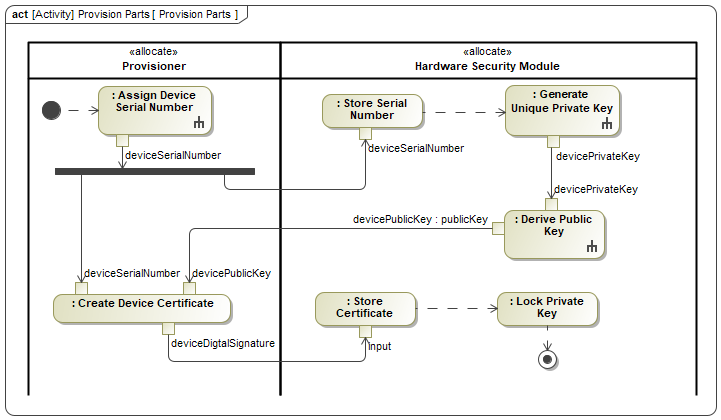 act [Activity] Provision Parts [ Provision Parts ]
«allocate»
Provisioner
«allocate»
Hardware Security Module
: Assign Device
Serial Number
: Store Serial
Number
: Generate
Unique Private Key
deviceSerialNumber
deviceSerialNumber
devicePrivateKey
devicePrivateKey
devicePublicKey : publicKey
: Derive Public
Key
deviceSerialNumber
devicePublicKey
: Create Device Certificate
: Store
Certificate
: Lock Private
Key
deviceDigtalSignature
Input